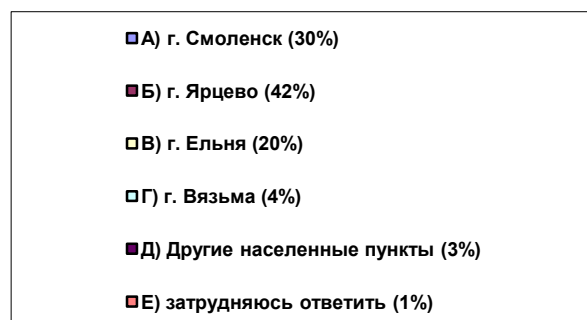 А) г. Смоленск (30%)
Б) г. Ярцево (42%)
В) г. Ельня (20%)
Г) г. Вязьма (4%)
Д) Другие населенные пункты (3%)
Е) затрудняюсь ответить (1%)